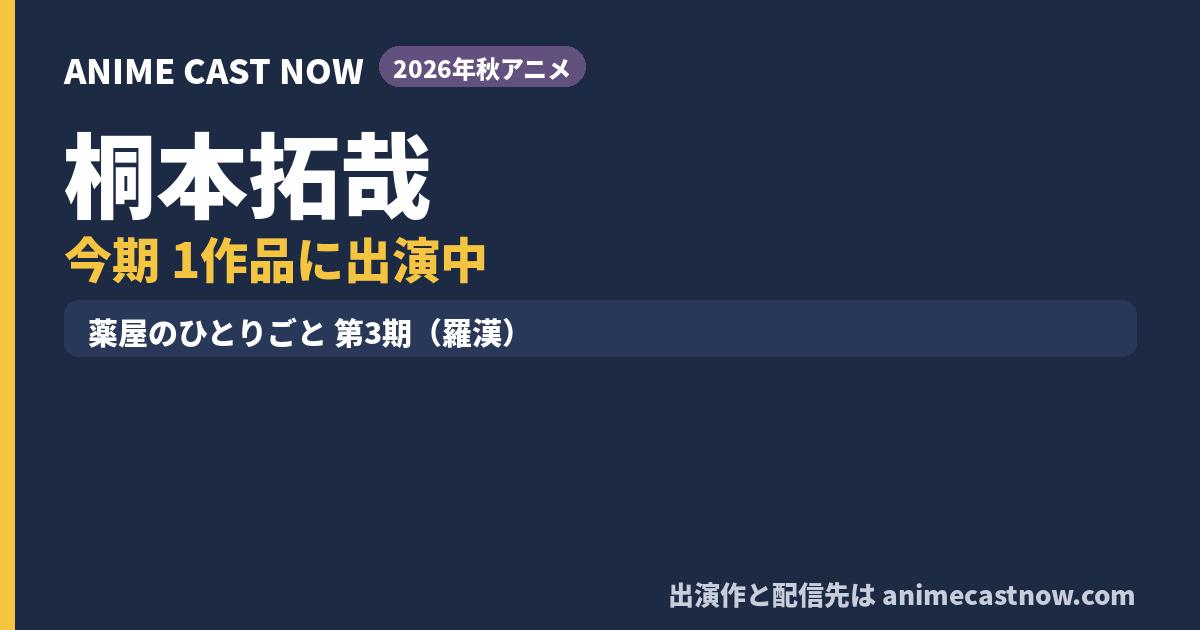 ANIME CAST NOW 2026年秋アニメ
桐本拓哉
今期 1作品に出演中
薬屋のひとりごと 第3期（羅漢）
出演作と配信先は animecastnow.com